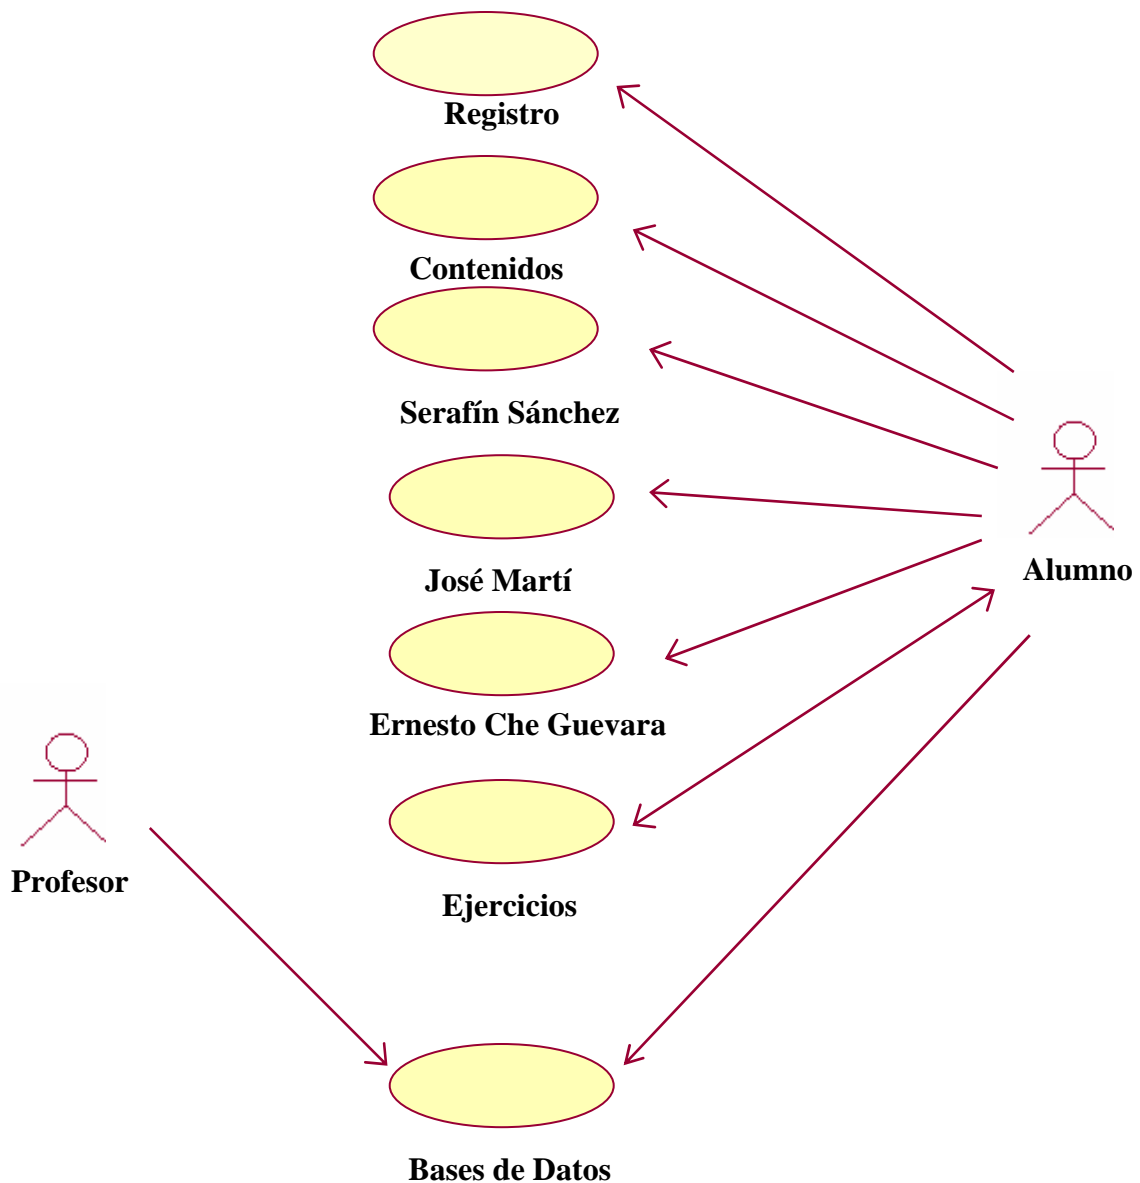 Registro
Contenidos
Serafín Sánchez
José Martí
Alumno
Ernesto Che Guevara
Profesor
Ejercicios
Bases de Datos